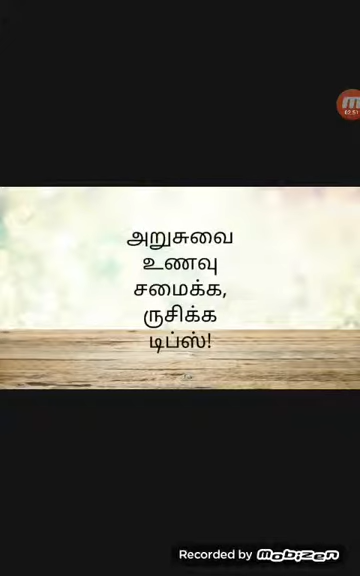 அறுசுவை
உணவு
சமைக்க,
ருசிக்க
டிப்ஸ்!
Recorded by mobizen